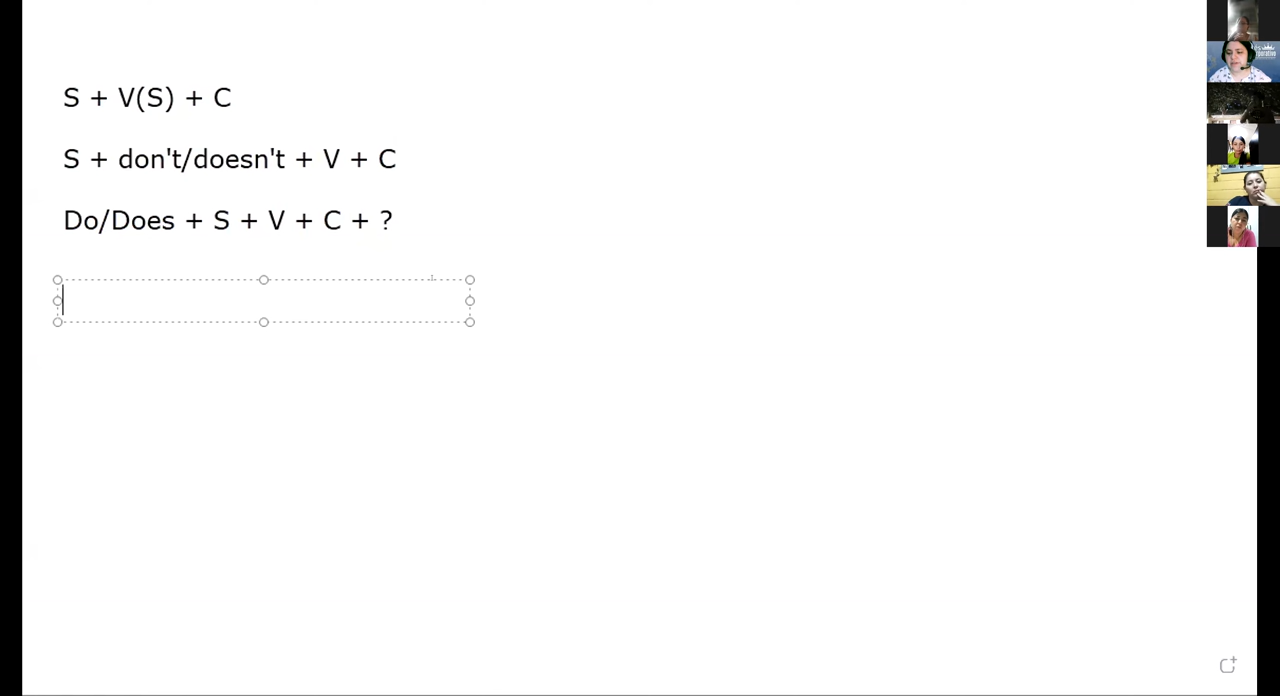 S + V(S) + C
S + don't/doesn't + V + C
Do/Does + S + V + C + ?